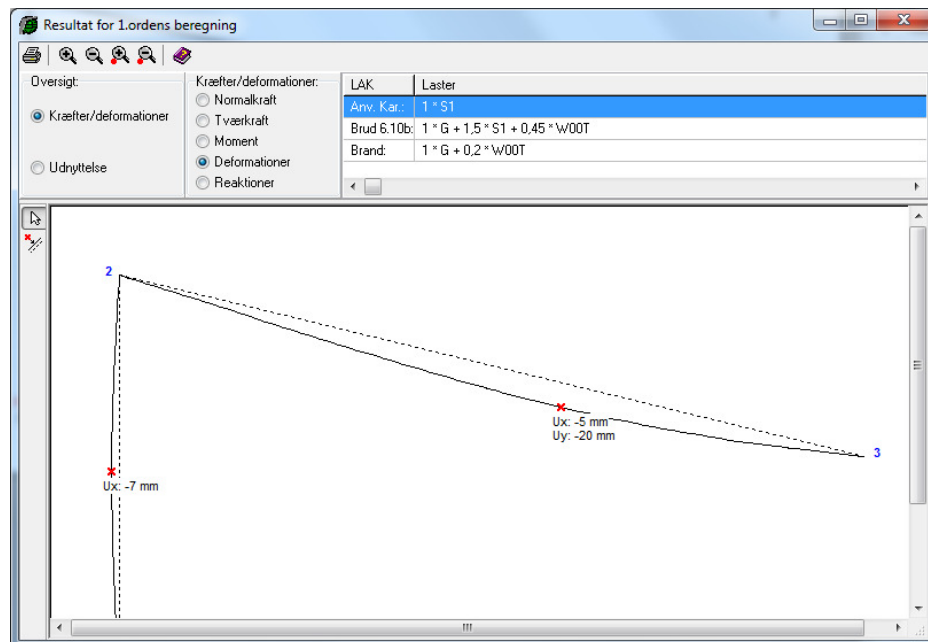 Resultat for 1.ordens beregning
Oversigt:
Kræfter/deformationer
Udnyttelse
Kræfter/deformationer:
Normalkraft
Tværkraft
Moment
Deformationer
Reaktioner
LAK Laster
Anv. Kar.: 1 * S1
Brud 6.10b: 1 * G + 1,5 * S1 + 0,45 * W00T
Brand: 1 * G + 0,2 * W00T
2
Ux: -5 mm
Uy: -20 mm
3
Ux: -7 mm